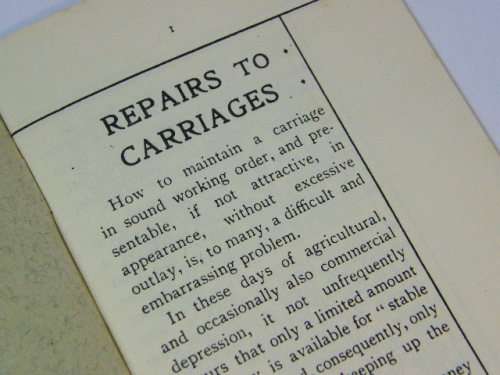 I
REPAIRS TO
CARRIAGES
How to maintain a carriage
in sound working order, and pre-
sentable, if not attractive, in
appearance, without excessive
outlay, is, to many, a difficult and
embarrassing problem.
In these days of agricultural,
and occasionally also commercial
depression, it not unfrequently
that only a limited amount
is available for "stable
and consequently, only
keeping up the